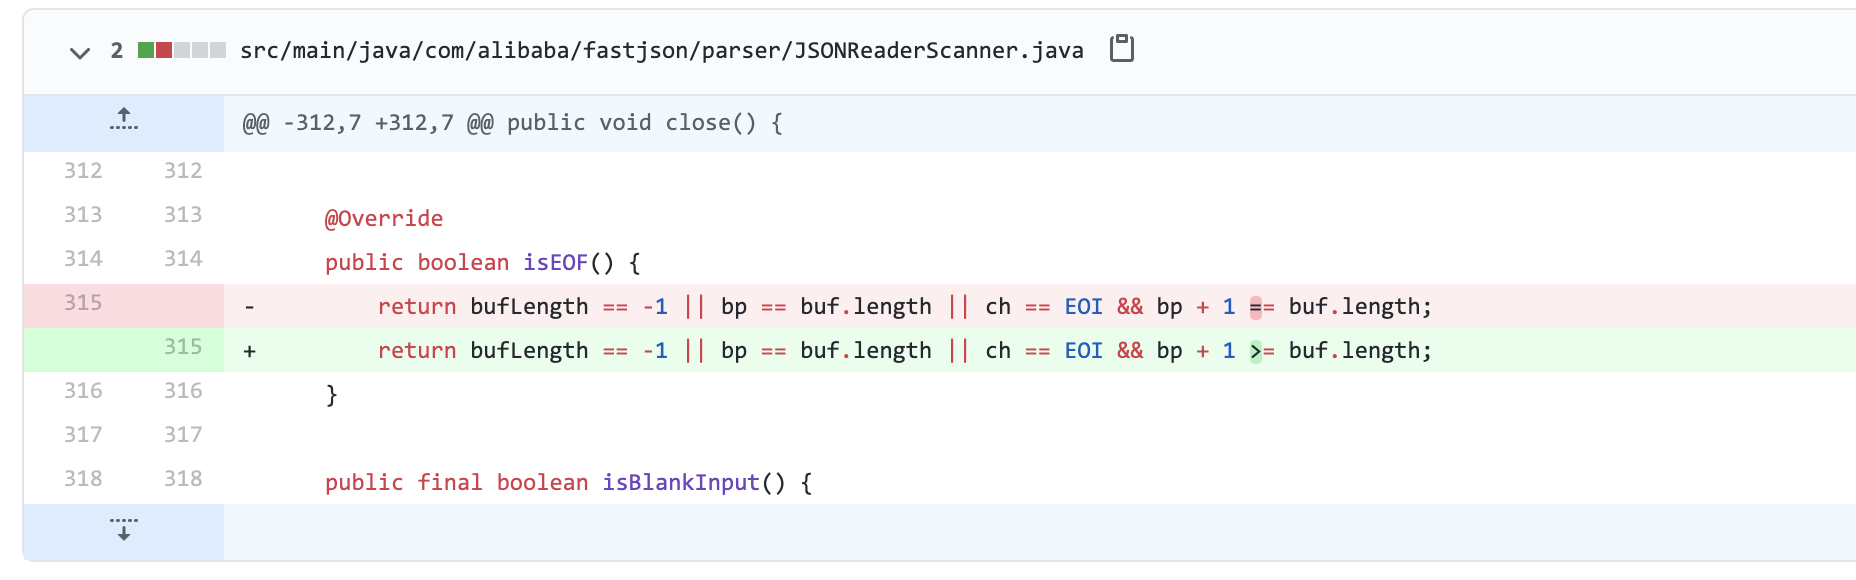 2 src/main/java/com/alibaba/fastjson/parser/JSONReaderScanner.java
@@ -312,7 +312,7 @@ public void close() {
312 312
313 313 @Override
314 314 public boolean isEOF() {
315 - return bufLength == -1 || bp == buf.length || ch == EOI && bp + 1 == buf.length;
315 + return bufLength == -1 || bp == buf.length || ch == EOI && bp + 1 >= buf.length;
316 316 }
317 317
318 318 public final boolean isBlankInput() {